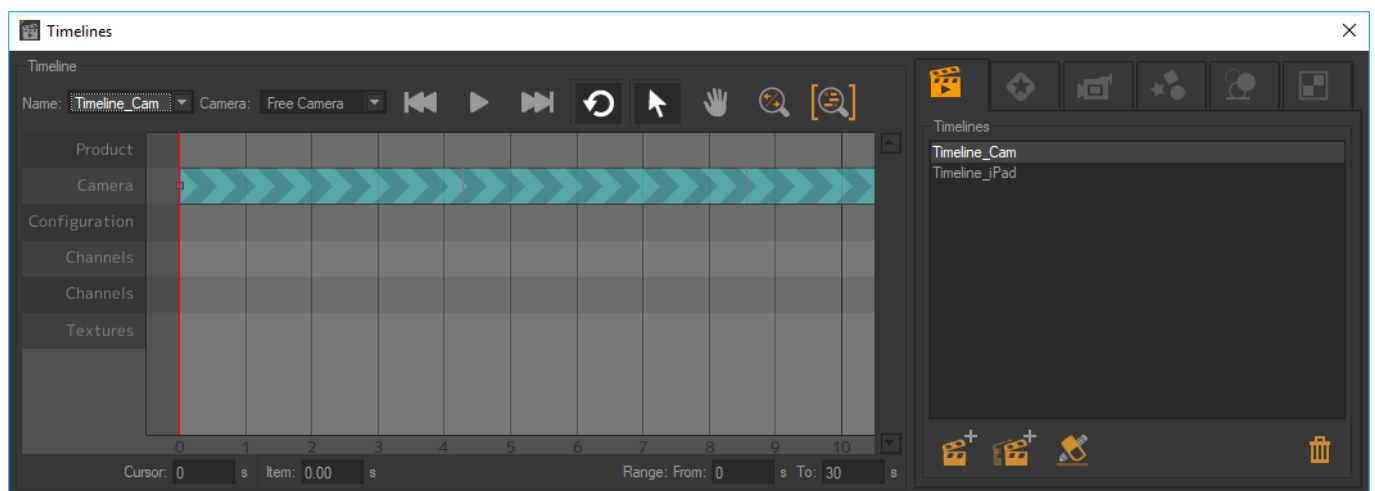 Timelines
Timeline
Name: Timeline_Cam Camera: Free Camera
Product
Camera
Configuration
Channels
Channels
Textures
0 1 2 3 4 5 6 7 8 9 10
Cursor: 0 s Item: 0.00 s Range: From: 0 s To: 30 s
Timelines
Timeline_Cam
Timeline_iPad